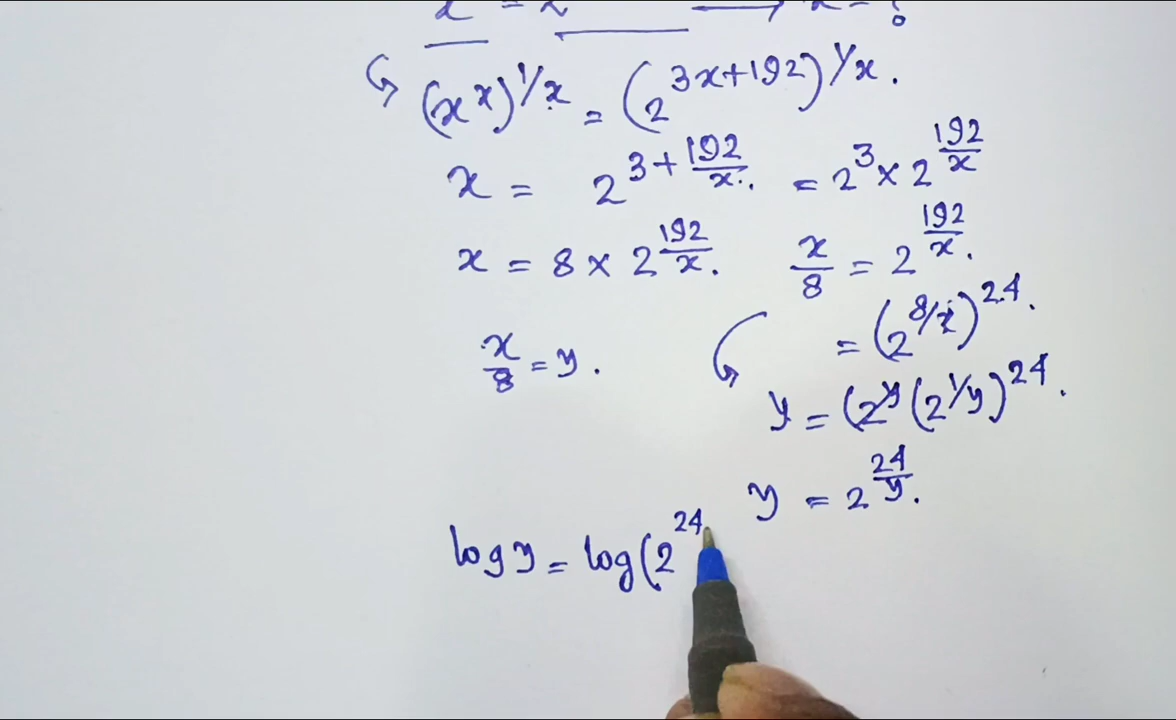 (x^x)^1/x = (2^3x+192)^1/x .
x = 2^3+192/x . = 2^3 × 2^192/x
x = 8 × 2^192/x . x/8 = 2^192/x .
= (2^8/x)^24 .
x/8 = y .
y = (2^y (2^1/y)^24 .
y = 2^24/y .
log y = log(2^24